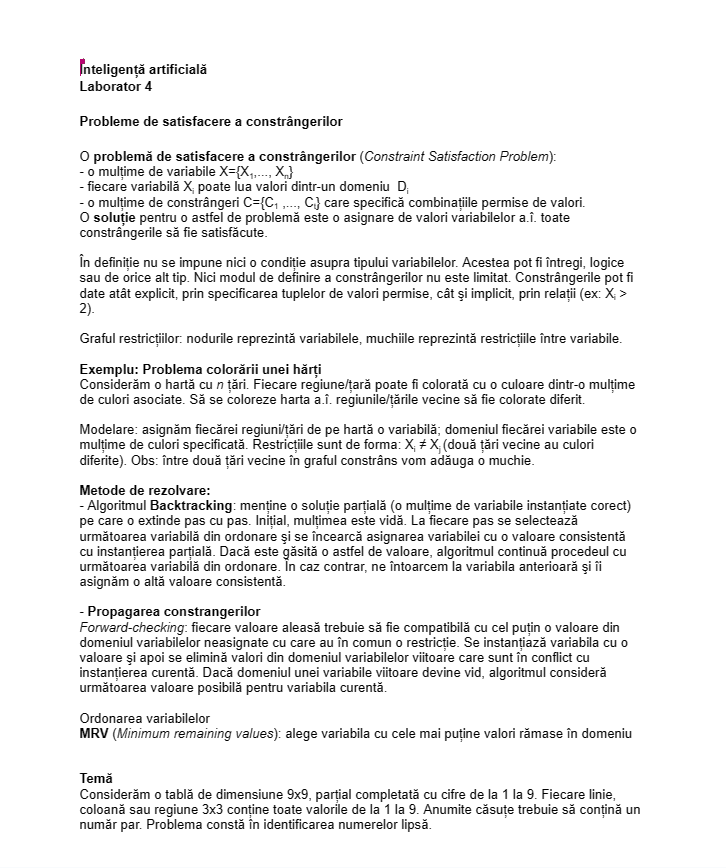 Inteligență artificială
Laborator 4
Probleme de satisfacere a constrângerilor
O problemă de satisfacere a constrângerilor (Constraint Satisfaction Problem):
- o mulțime de variabile X={X1,..., Xn}
- fiecare variabilă Xi poate lua valori dintr-un domeniu Di
- o mulțime de constrângeri C={C1 ,..., Ci} care specifică combinațiile permise de valori.
O soluție pentru o astfel de problemă este o asignare de valori variabilelor a.î. toate
constrângerile să fie satisfăcute.
În definiție nu se impune nici o condiție asupra tipului variabilelor. Acestea pot fi întregi, logice
sau de orice alt tip. Nici modul de definire a constrângerilor nu este limitat. Constrângerile pot fi
date atât explicit, prin specificarea tuplelor de valori permise, cât şi implicit, prin relații (ex: Xi >
2).
Graful restricțiilor: nodurile reprezintă variabilele, muchiile reprezintă restricțiile între variabile.
Exemplu: Problema colorării unei hărți
Considerăm o hartă cu n țări. Fiecare regiune/țară poate fi colorată cu o culoare dintr-o mulțime
de culori asociate. Să se coloreze harta a.î. regiunile/țările vecine să fie colorate diferit.
Modelare: asignăm fiecărei regiuni/țări de pe hartă o variabilă; domeniul fiecărei variabile este o
mulțime de culori specificată. Restricțiile sunt de forma: Xi ≠ Xj (două țări vecine au culori
diferite). Obs: între două țări vecine în graful constrâns vom adăuga o muchie.
Metode de rezolvare:
- Algoritmul Backtracking: menține o soluție parțială (o mulțime de variabile instanțiate corect)
pe care o extinde pas cu pas. Inițial, mulțimea este vidă. La fiecare pas se selectează
următoarea variabilă din ordonare şi se încearcă asignarea variabilei cu o valoare consistentă
cu instanțierea parțială. Dacă este găsită o astfel de valoare, algoritmul continuă procedeul cu
următoarea variabilă din ordonare. În caz contrar, ne întoarcem la variabila anterioară şi îi
asignăm o altă valoare consistentă.
- Propagarea constrangerilor
Forward-checking: fiecare valoare aleasă trebuie să fie compatibilă cu cel puțin o valoare din
domeniul variabilelor neasignate cu care au în comun o restricție. Se instanțiază variabila cu o
valoare şi apoi se elimină valori din domeniul variabilelor viitoare care sunt în conflict cu
instanțierea curentă. Dacă domeniul unei variabile viitoare devine vid, algoritmul consideră
următoarea valoare posibilă pentru variabila curentă.
Ordonarea variabilelor
MRV (Minimum remaining values): alege variabila cu cele mai puține valori rămase în domeniu
Temă
Considerăm o tablă de dimensiune 9x9, parțial completată cu cifre de la 1 la 9. Fiecare linie,
coloană sau regiune 3x3 conține toate valorile de la 1 la 9. Anumite căsuțe trebuie să conțină un
număr par. Problema constă în identificarea numerelor lipsă.